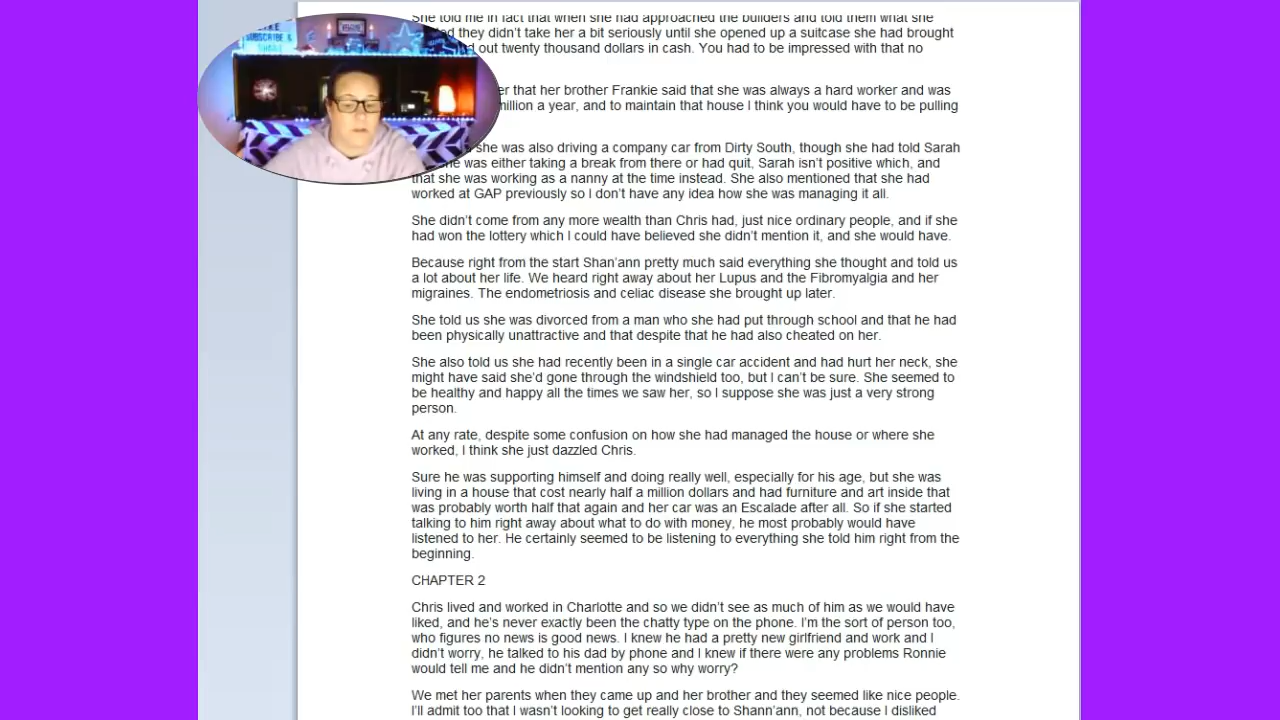 SUBSCRIBE &
She told me in fact that when she had approached the builders and told them what she
d they didn't take her a bit seriously until she opened up a suitcase she had brought
d out twenty thousand dollars in cash. You had to be impressed with that no
er that her brother Frankie said that she was always a hard worker and was
million a year, and to maintain that house I think you would have to be pulling
she was also driving a company car from Dirty South, though she had told Sarah
she was either taking a break from there or had quit, Sarah isn't positive which, and
that she was working as a nanny at the time instead. She also mentioned that she had
worked at GAP previously so I don't have any idea how she was managing it all.
She didn't come from any more wealth than Chris had, just nice ordinary people, and if she
had won the lottery which I could have believed she didn't mention it, and she would have.
Because right from the start Shan'ann pretty much said everything she thought and told us
a lot about her life. We heard right away about her Lupus and the Fibromyalgia and her
migraines. The endometriosis and celiac disease she brought up later.
She told us she was divorced from a man who she had put through school and that he had
been physically unattractive and that despite that he had also cheated on her.
She also told us she had recently been in a single car accident and had hurt her neck, she
might have said she'd gone through the windshield too, but I can't be sure. She seemed to
be healthy and happy all the times we saw her, so I suppose she was just a very strong
person.
At any rate, despite some confusion on how she had managed the house or where she
worked, I think she just dazzled Chris.
Sure he was supporting himself and doing really well, especially for his age, but she was
living in a house that cost nearly half a million dollars and had furniture and art inside that
was probably worth half that again and her car was an Escalade after all. So if she started
talking to him right away about what to do with money, he most probably would have
listened to her. He certainly seemed to be listening to everything she told him right from the
beginning.
CHAPTER 2
Chris lived and worked in Charlotte and so we didn't see as much of him as we would have
liked, and he's never exactly been the chatty type on the phone. I'm the sort of person too,
who figures no news is good news. I knew he had a pretty new girlfriend and work and I
didn't worry, he talked to his dad by phone and I knew if there were any problems Ronnie
would tell me and he didn't mention any so why worry?
We met her parents when they came up and her brother and they seemed like nice people.
I'll admit too that I wasn't looking to get really close to Shann'ann, not because I disliked